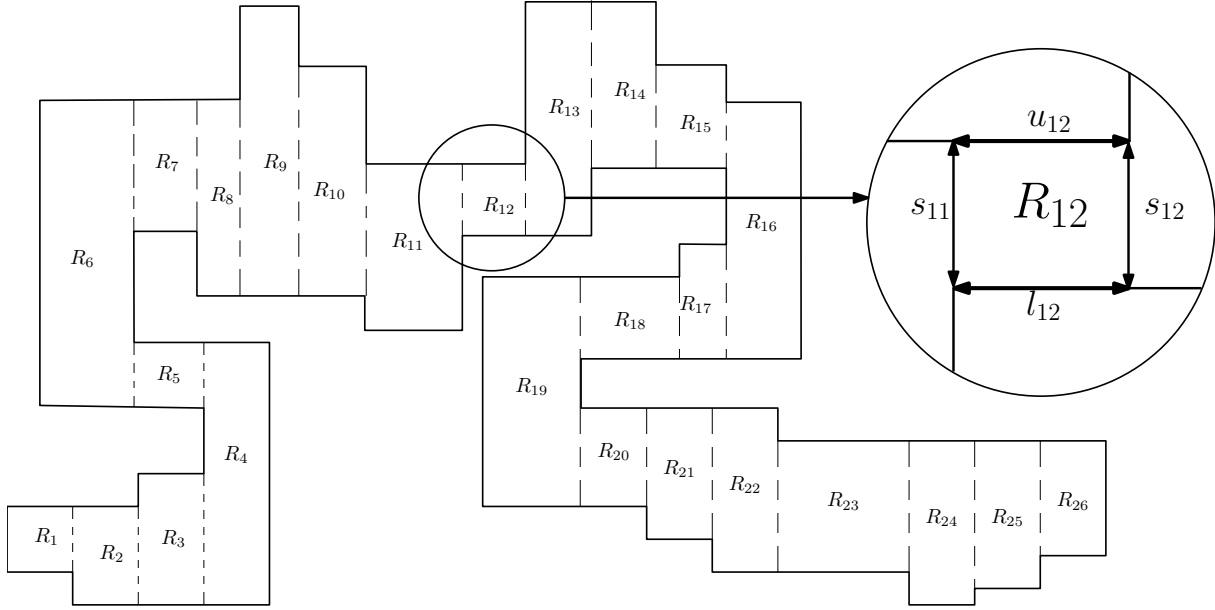 R₁
R₂
R₃
R₄
R₅
R₆
R₇
R₈
R₉
R₁₀
R₁₁
R₁₂
R₁₃
R₁₄
R₁₅
R₁₆
R₁₇
R₁₈
R₁₉
R₂₀
R₂₁
R₂₂
R₂₃
R₂₄
R₂₅
R₂₆
u₁₂
s₁₁
R₁₂
s₁₂
l₁₂